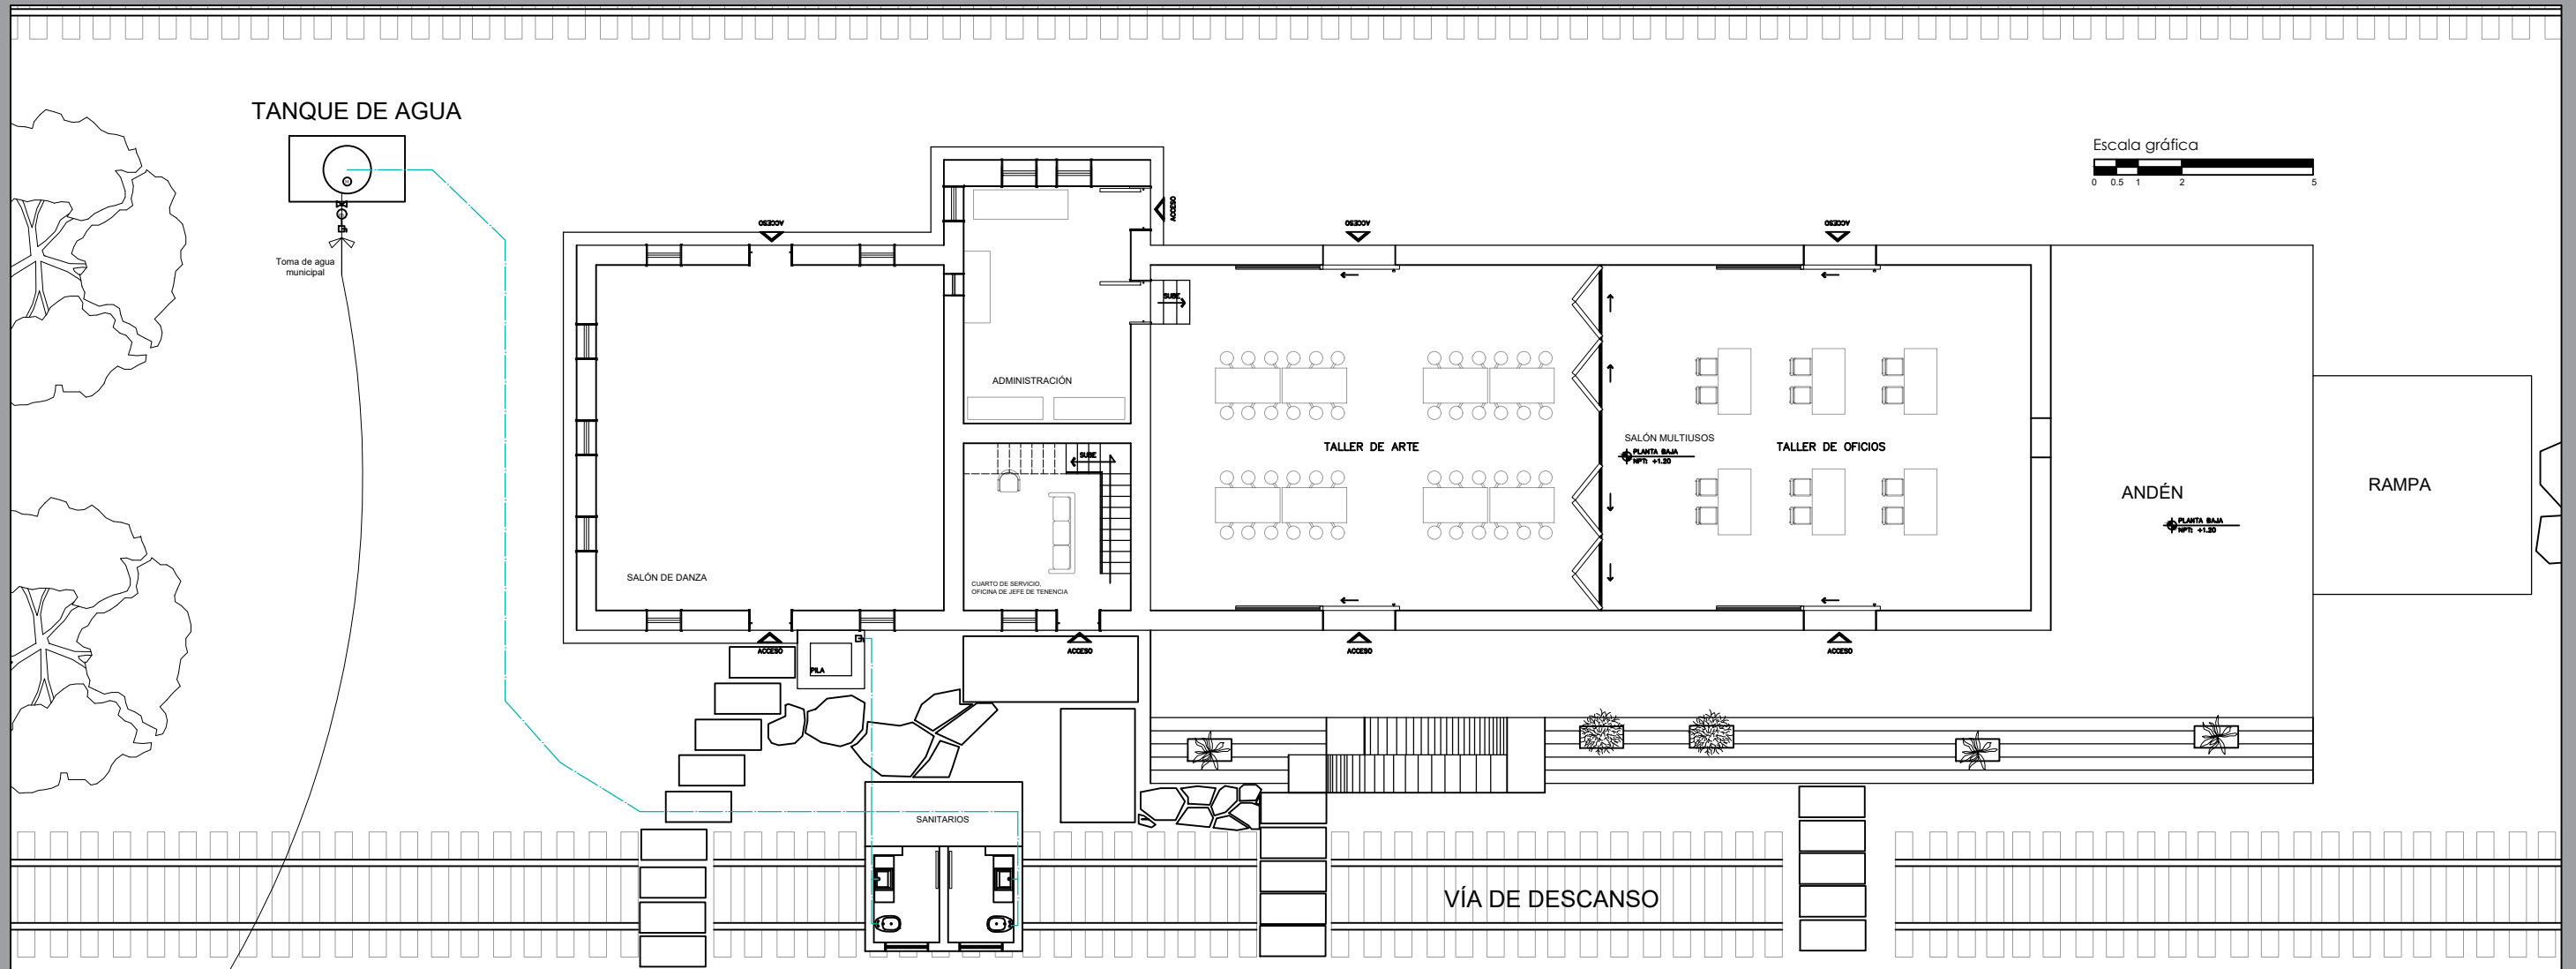 TANQUE DE AGUA
Escala gráfica
0 0.5 1 2 5
Toma de agua
municipal
ACCESO
ACCESO
ACCESO
ACCESO
SUBE
ADMINISTRACIÓN
TALLER DE ARTE
SALÓN MULTIUSOS
PLANTA BAJA
NPT: +1.20
TALLER DE OFICIOS
SUBE
ANDÉN
PLANTA BAJA
NPT: +1.20
RAMPA
SALÓN DE DANZA
CUARTO DE SERVICIO,
OFICINA DE JEFE DE TENENCIA
ACCESO
ACCESO
ACCESO
ACCESO
PILA
SANITARIOS
VÍA DE DESCANSO